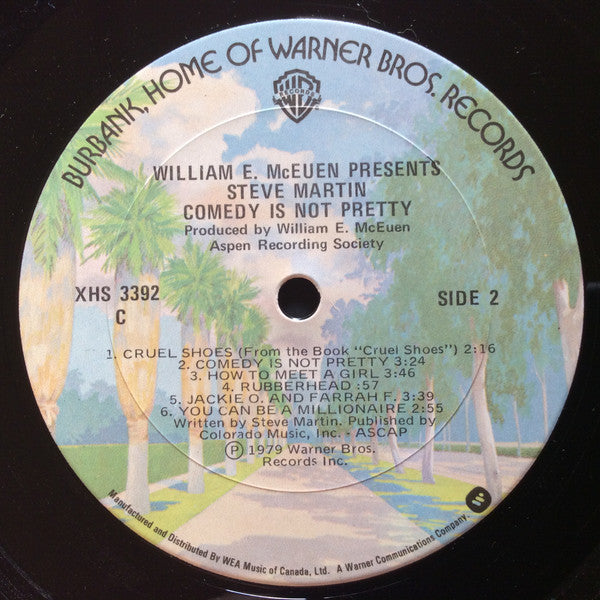 BURBANK, HOME OF WARNER BROS. RECORDS
WB
RECORDS
WILLIAM E. McEUEN PRESENTS
STEVE MARTIN
COMEDY IS NOT PRETTY
Produced by William E. McEuen
Aspen Recording Society
XHS 3392
C
SIDE 2
1. CRUEL SHOES (From the Book "Cruel Shoes") 2:16
2. COMEDY IS NOT PRETTY 3:24
3. HOW TO MEET A GIRL 3:46
4. RUBBERHEAD :57
5. JACKIE O. AND FARRAH F. 3:39
6. YOU CAN BE A MILLIONAIRE 2:55
Written by Steve Martin. Published by
Colorado Music, Inc. - ASCAP
Ⓟ 1979 Warner Bros.
Records Inc.
Manufactured and Distributed By WEA Music of Canada, Ltd. A Warner Communications Company.